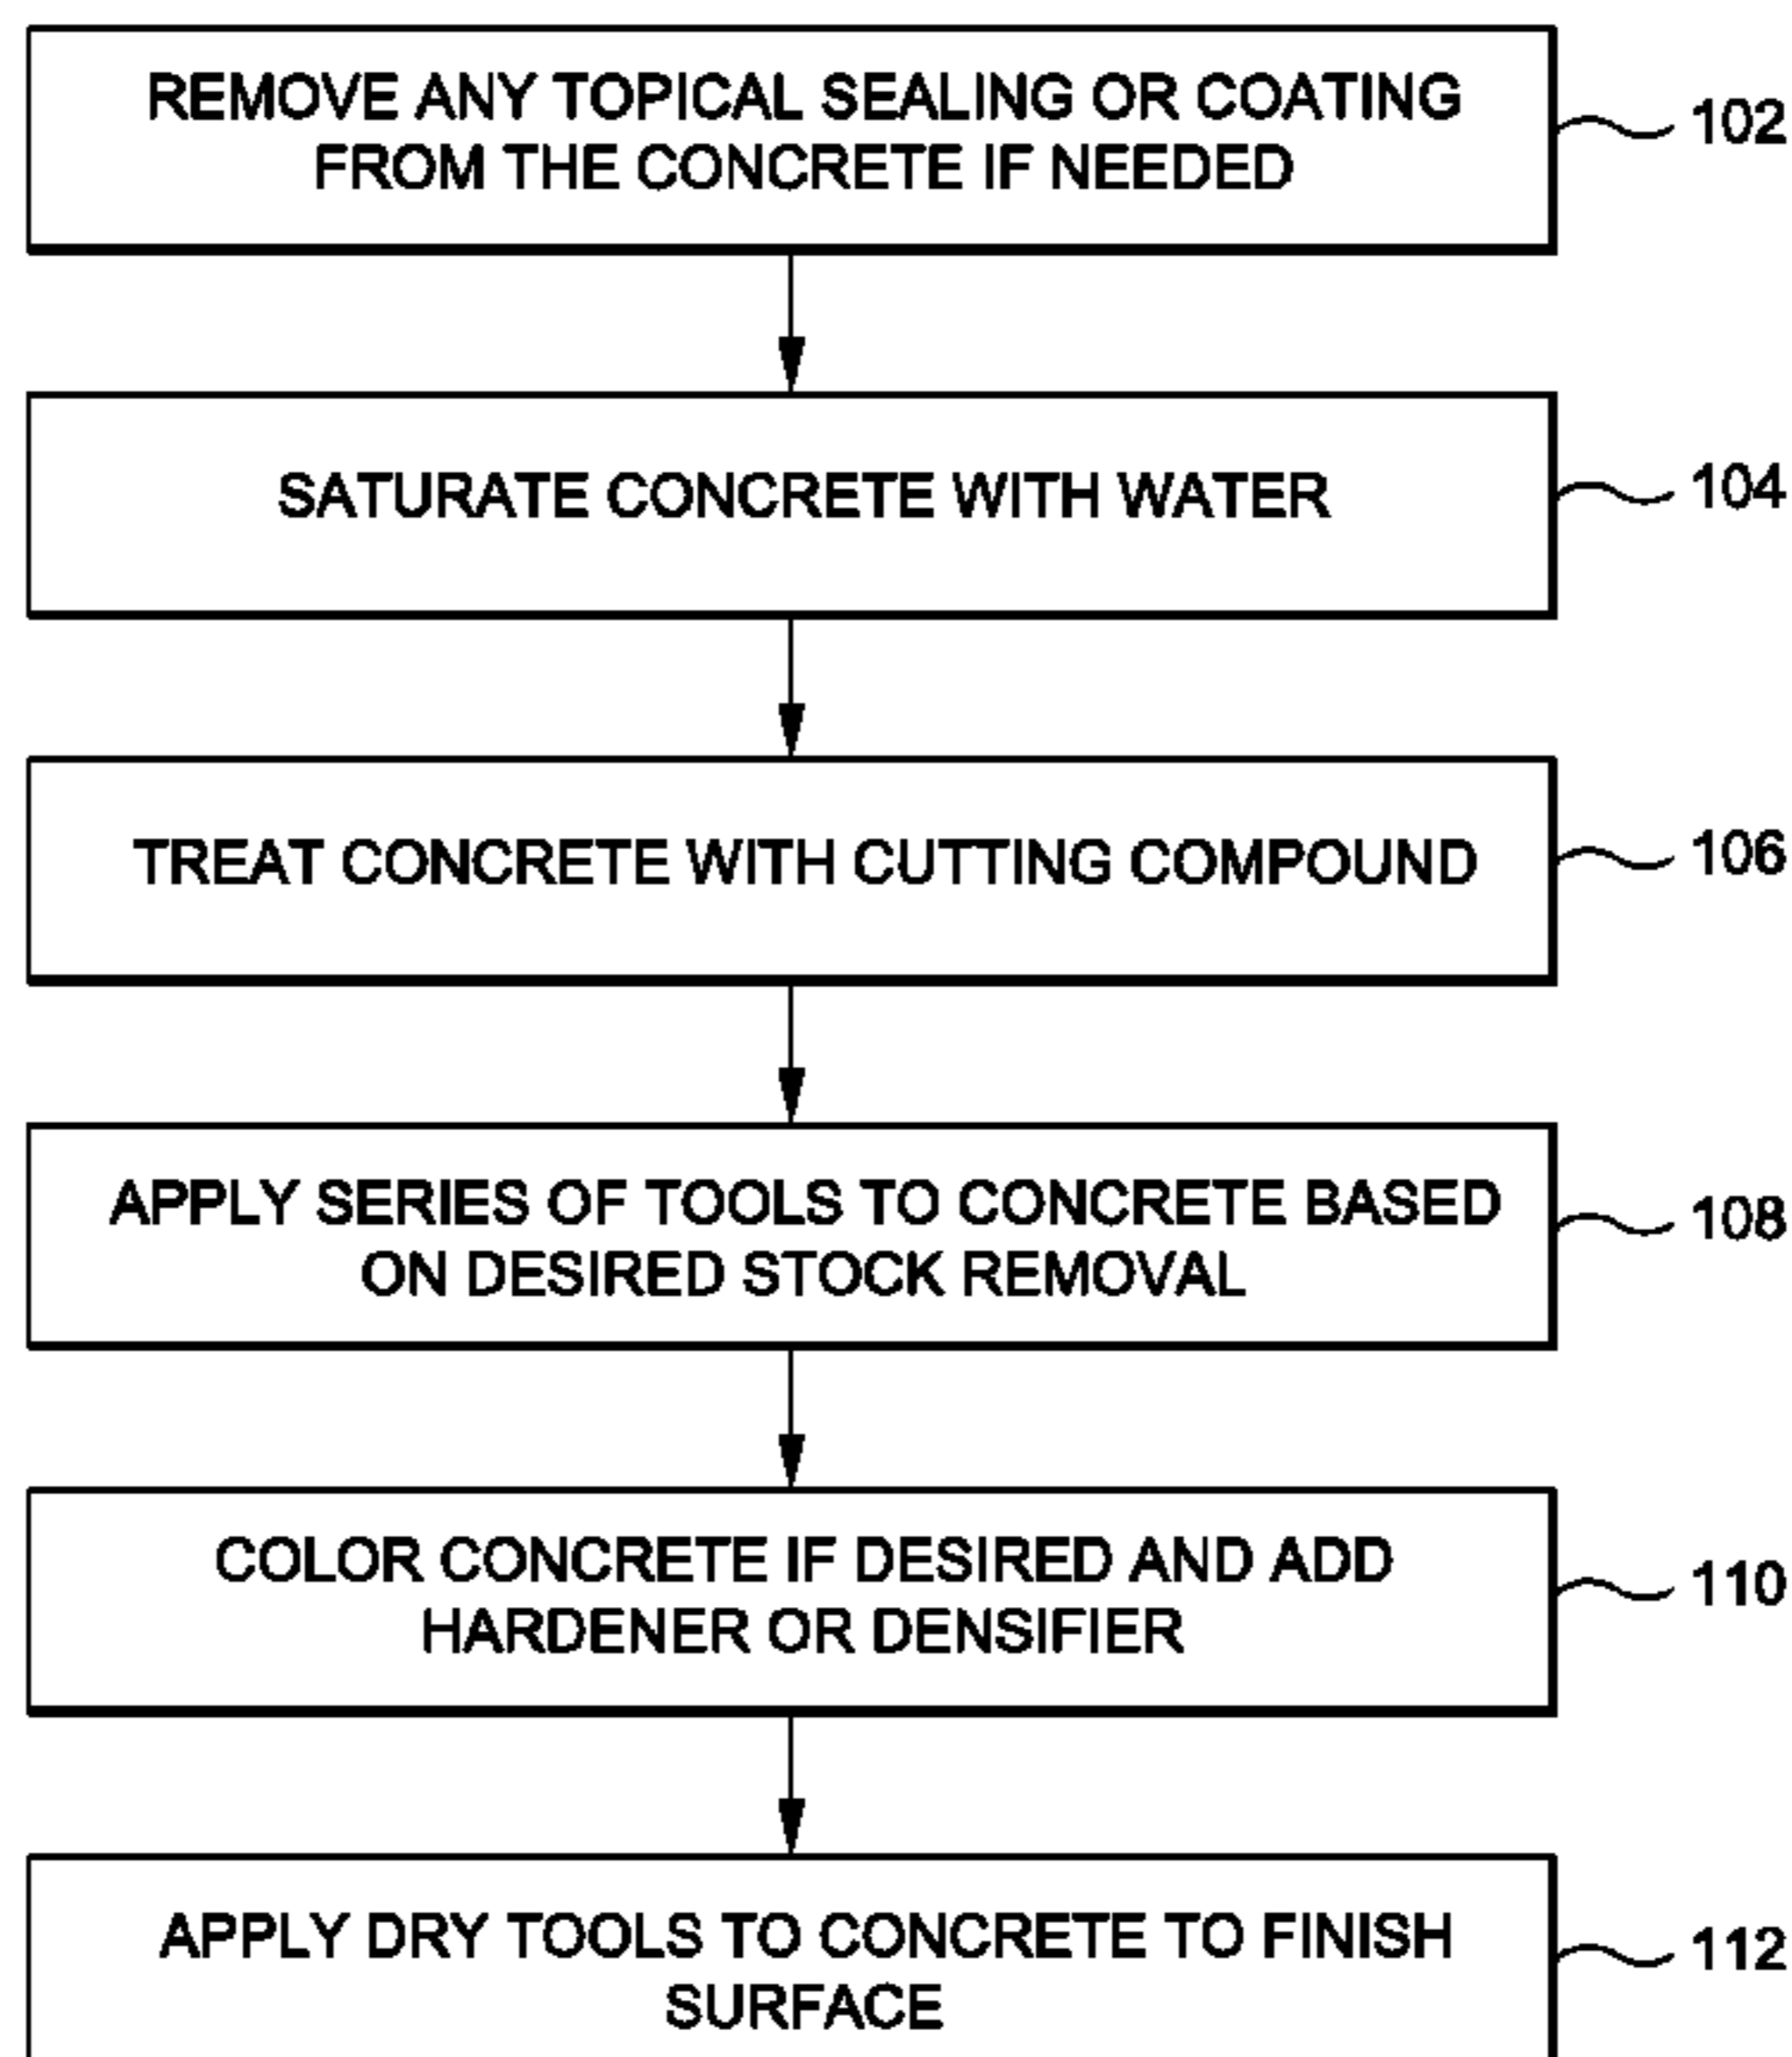 REMOVE ANY TOPICAL SEALING OR COATING
FROM THE CONCRETE IF NEEDED
102
SATURATE CONCRETE WITH WATER
104
TREAT CONCRETE WITH CUTTING COMPOUND
106
APPLY SERIES OF TOOLS TO CONCRETE BASED
ON DESIRED STOCK REMOVAL
108
COLOR CONCRETE IF DESIRED AND ADD
HARDENER OR DENSIFIER
110
APPLY DRY TOOLS TO CONCRETE TO FINISH
SURFACE
112